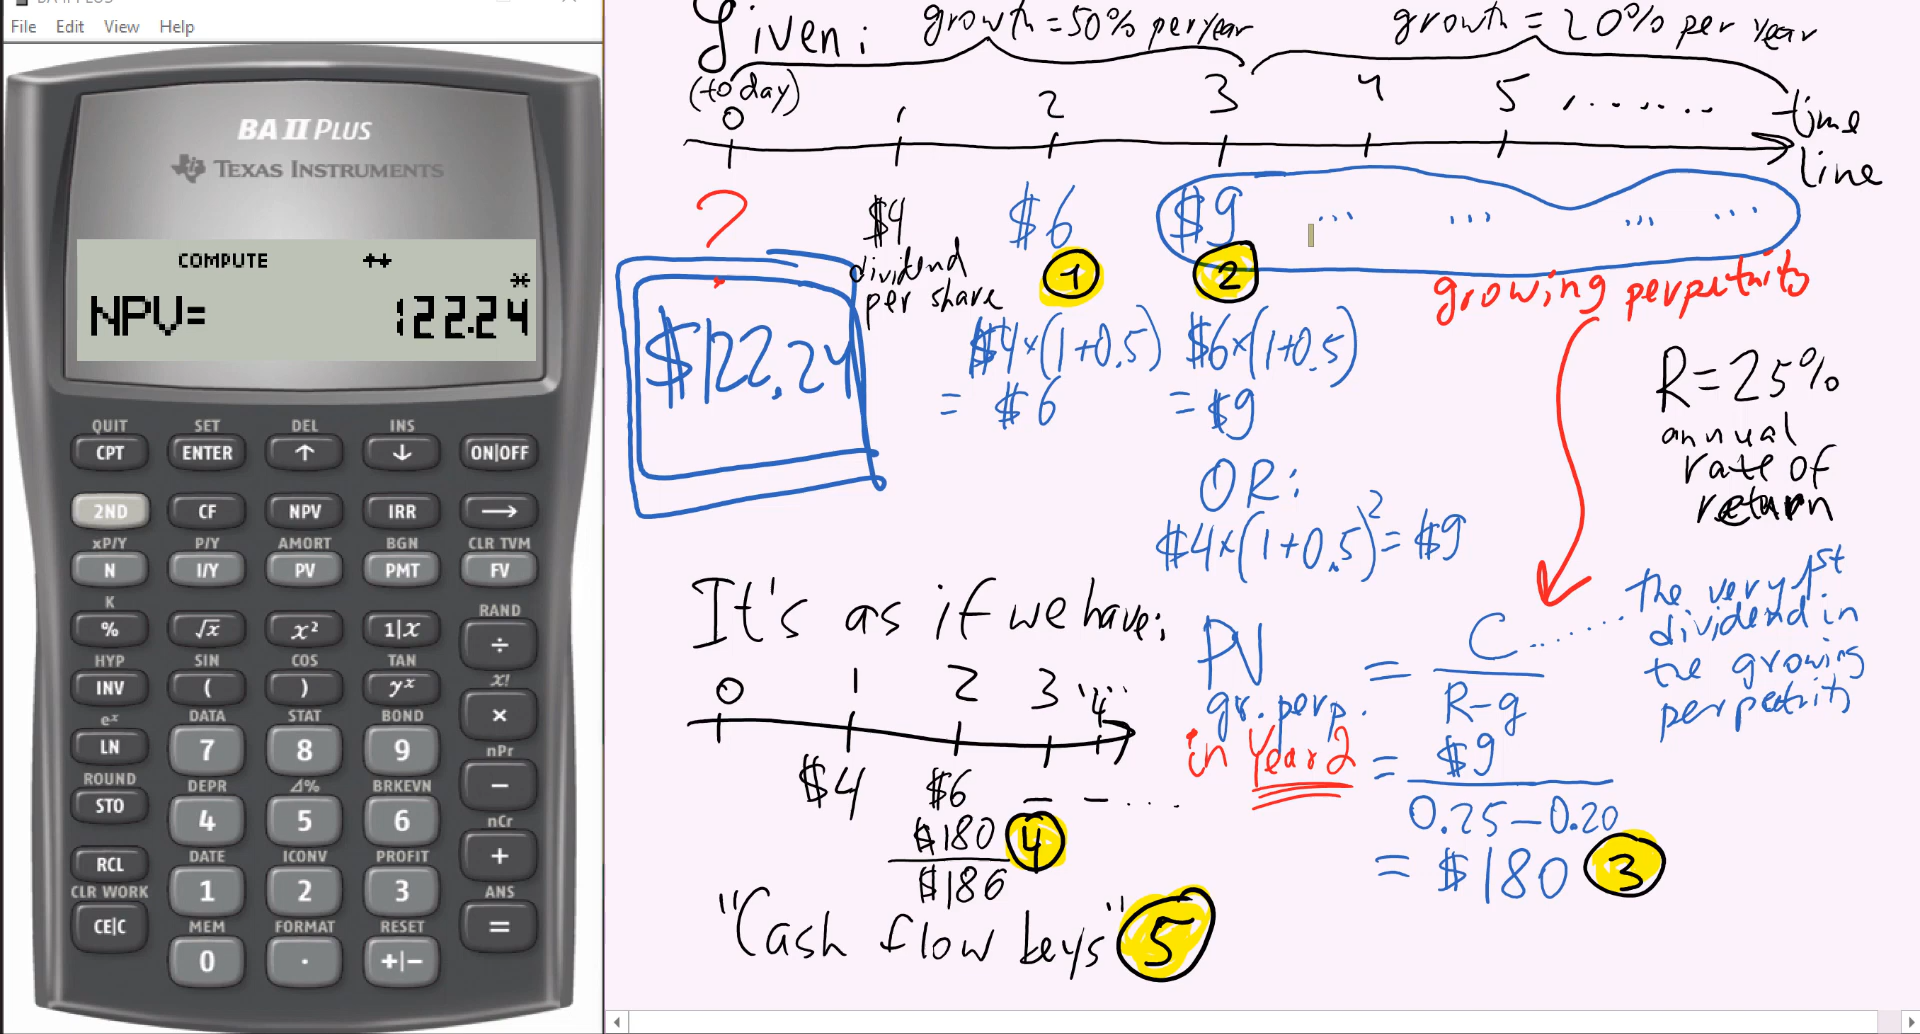 BA II PLUS
File Edit View Help
BA II PLUS
TEXAS INSTRUMENTS
COMPUTE
NPV= 122.24
QUIT SET DEL INS
CPT ENTER ↑ ↓ ON|OFF
2ND CF NPV IRR →
xP/Y P/Y AMORT BGN CLR TVM
N I/Y PV PMT FV
K RAND
% √x x² 1|x ÷
HYP SIN COS TAN x!
INV ( ) yˣ ×
eˣ DATA STAT BOND nPr
LN 7 8 9 −
ROUND DEPR Δ% BRKEVN nCr
STO 4 5 6 +
DATE ICONV PROFIT
RCL 1 2 3
CLR WORK MEM FORMAT RESET ANS
CE|C 0 . +|− =
Given: growth = 50% per year growth = 20% per year
(today)
0 1 2 3 4 5 .......
time
line
? $4 $6 $9 ... ... ... ...
dividend
per share
1 2
growing perpetuity
$122.24
$4×(1+0.5) $6×(1+0.5)
= $6 = $9
R=25%
annual
rate of
return
OR:
$4×(1+0.5)²=$9
It's as if we have:
0 1 2 3 "4"..
$4 $6 – – ...
$180 4
$186
"Cash flow keys" 5
PV = C ...... the very 1st
gr. perp. R-g dividend in
in Year 2 the growing
perpetuity
= $9
0.25-0.20
= $180 3